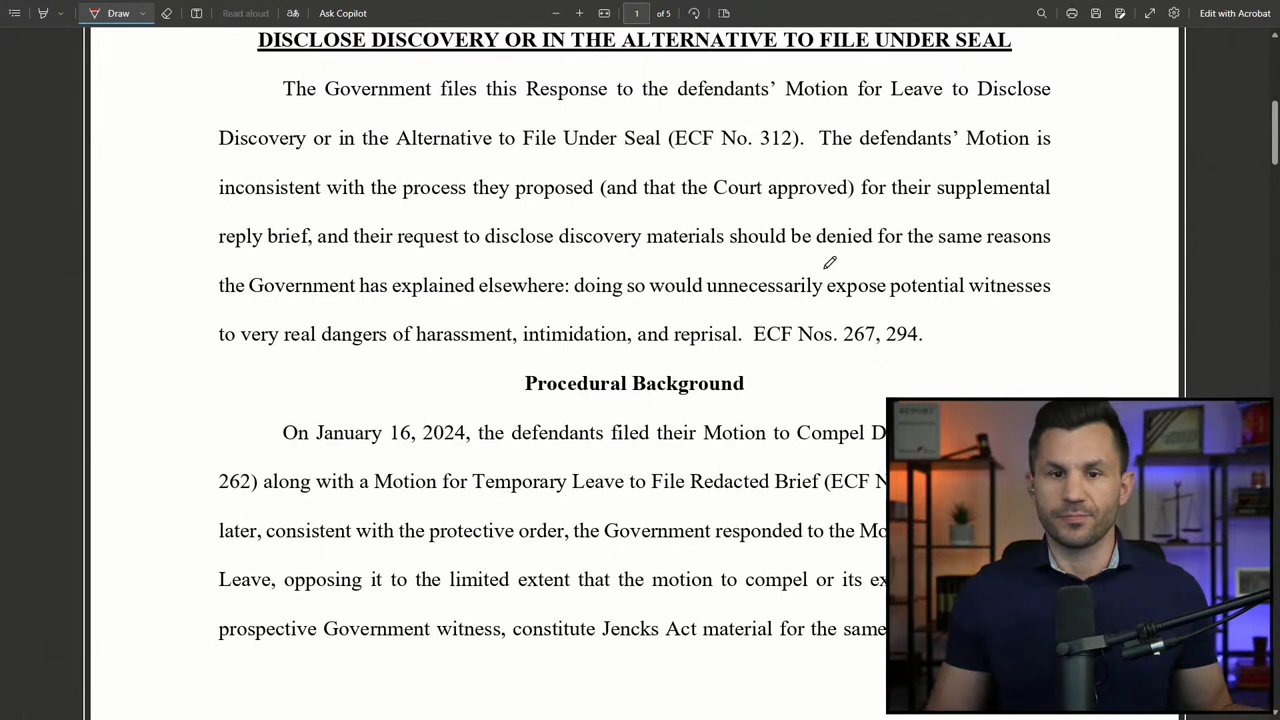 Draw
Read aloud
Ask Copilot
1 of 5
Edit with Acrobat
DISCLOSE DISCOVERY OR IN THE ALTERNATIVE TO FILE UNDER SEAL
The Government files this Response to the defendants’ Motion for Leave to Disclose
Discovery or in the Alternative to File Under Seal (ECF No. 312).  The defendants’ Motion is
inconsistent with the process they proposed (and that the Court approved) for their supplemental
reply brief, and their request to disclose discovery materials should be denied for the same reasons
the Government has explained elsewhere: doing so would unnecessarily expose potential witnesses
to very real dangers of harassment, intimidation, and reprisal.  ECF Nos. 267, 294.
Procedural Background
On January 16, 2024, the defendants filed their Motion to Compel D
262) along with a Motion for Temporary Leave to File Redacted Brief (ECF N
later, consistent with the protective order, the Government responded to the Mo
Leave, opposing it to the limited extent that the motion to compel or its ex
prospective Government witness, constitute Jencks Act material for the same